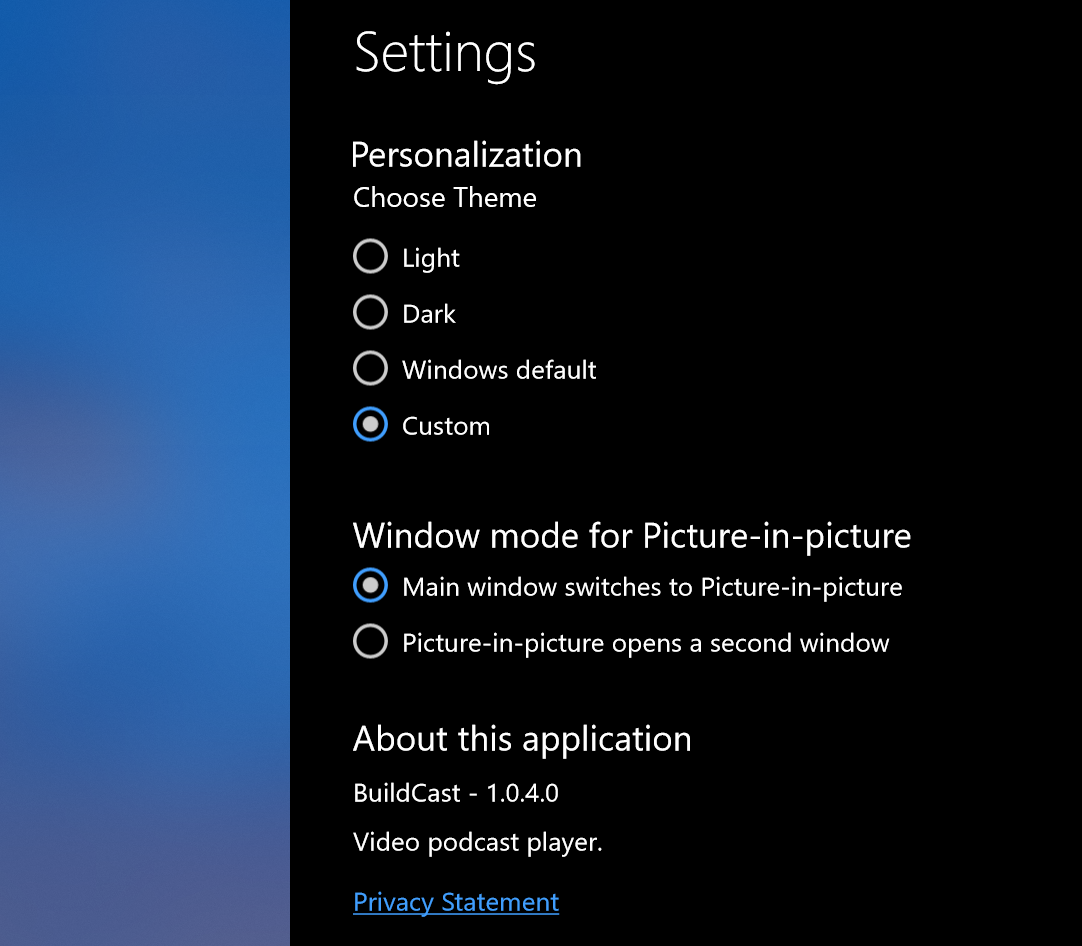 Settings
Personalization
Choose Theme
Light
Dark
Windows default
Custom
Window mode for Picture-in-picture
Main window switches to Picture-in-picture
Picture-in-picture opens a second window
About this application
BuildCast - 1.0.4.0
Video podcast player.
Privacy Statement